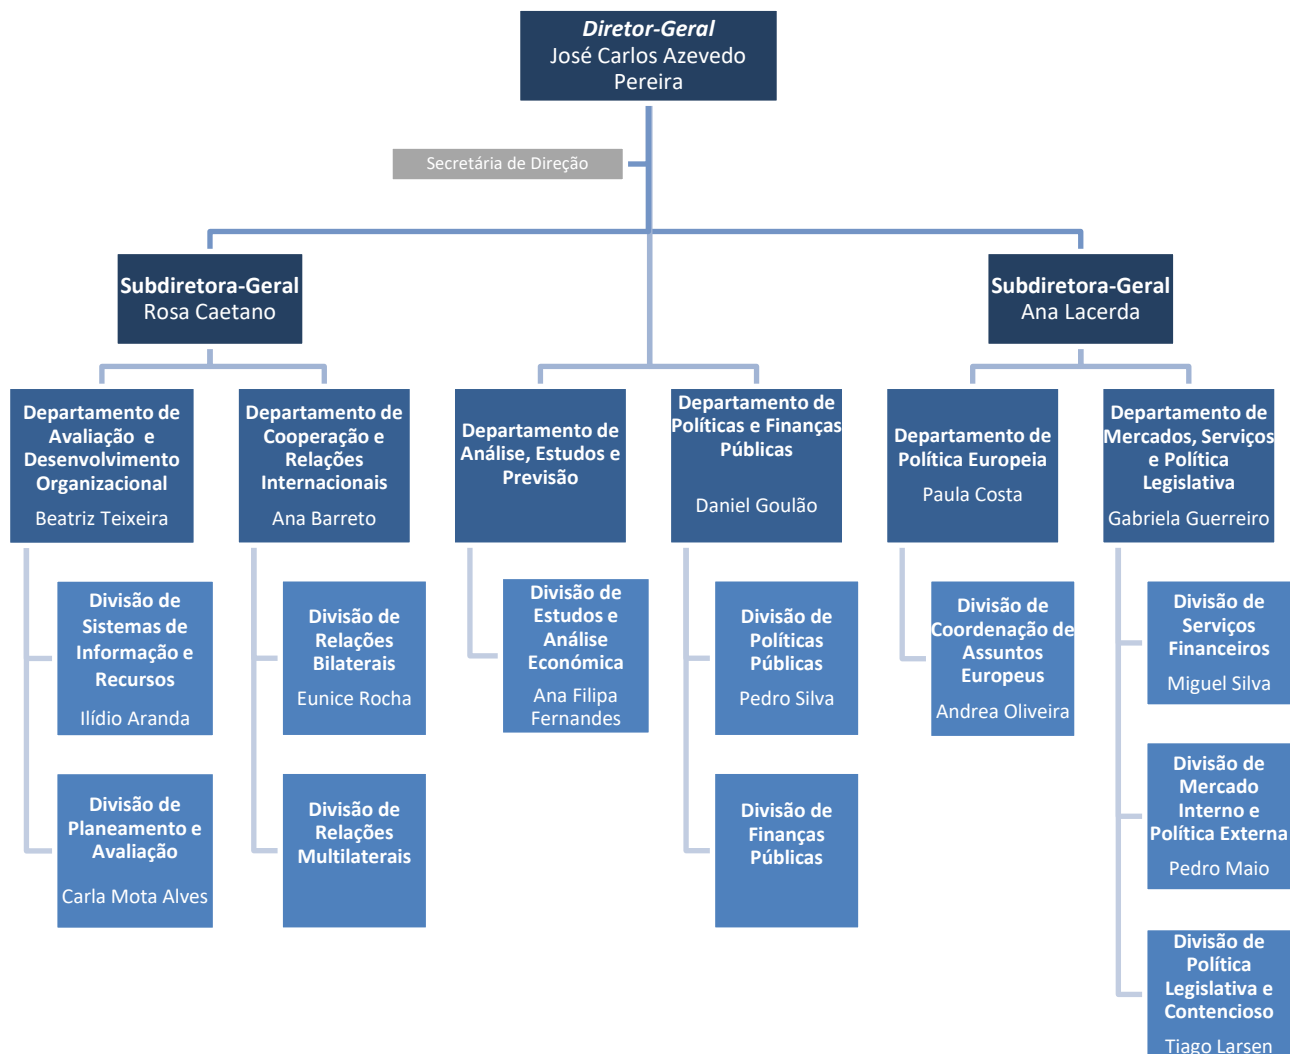 Diretor-Geral
José Carlos Azevedo
Pereira
Secretária de Direção
Subdiretora-Geral
Rosa Caetano
Subdiretora-Geral
Ana Lacerda
Departamento de
Avaliação e
Desenvolvimento
Organizacional
Beatriz Teixeira
Departamento de
Cooperação e
Relações
Internacionais
Ana Barreto
Departamento de
Análise, Estudos e
Previsão
Departamento de
Políticas e Finanças
Públicas
Daniel Goulão
Departamento de
Política Europeia
Paula Costa
Departamento de
Mercados, Serviços
e Política
Legislativa
Gabriela Guerreiro
Divisão de
Sistemas de
Informação e
Recursos
Ilídio Aranda
Divisão de
Relações
Bilaterais
Eunice Rocha
Divisão de
Estudos e
Análise
Económica
Ana Filipa
Fernandes
Divisão de
Políticas
Públicas
Pedro Silva
Divisão de
Coordenação de
Assuntos
Europeus
Andrea Oliveira
Divisão de
Serviços
Financeiros
Miguel Silva
Divisão de
Planeamento e
Avaliação
Carla Mota Alves
Divisão de
Relações
Multilaterais
Divisão de
Finanças
Públicas
Divisão de
Mercado
Interno e
Política Externa
Pedro Maio
Divisão de
Política
Legislativa e
Contencioso
Tiago Larsen